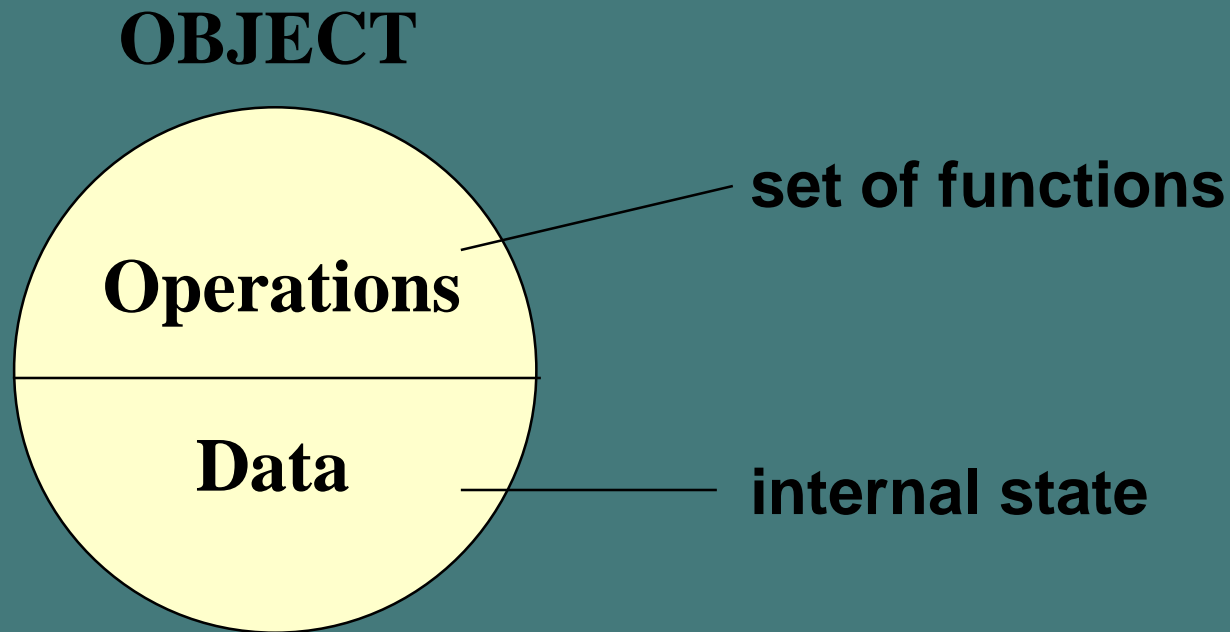 OBJECT
set of functions
Operations
Data
internal state